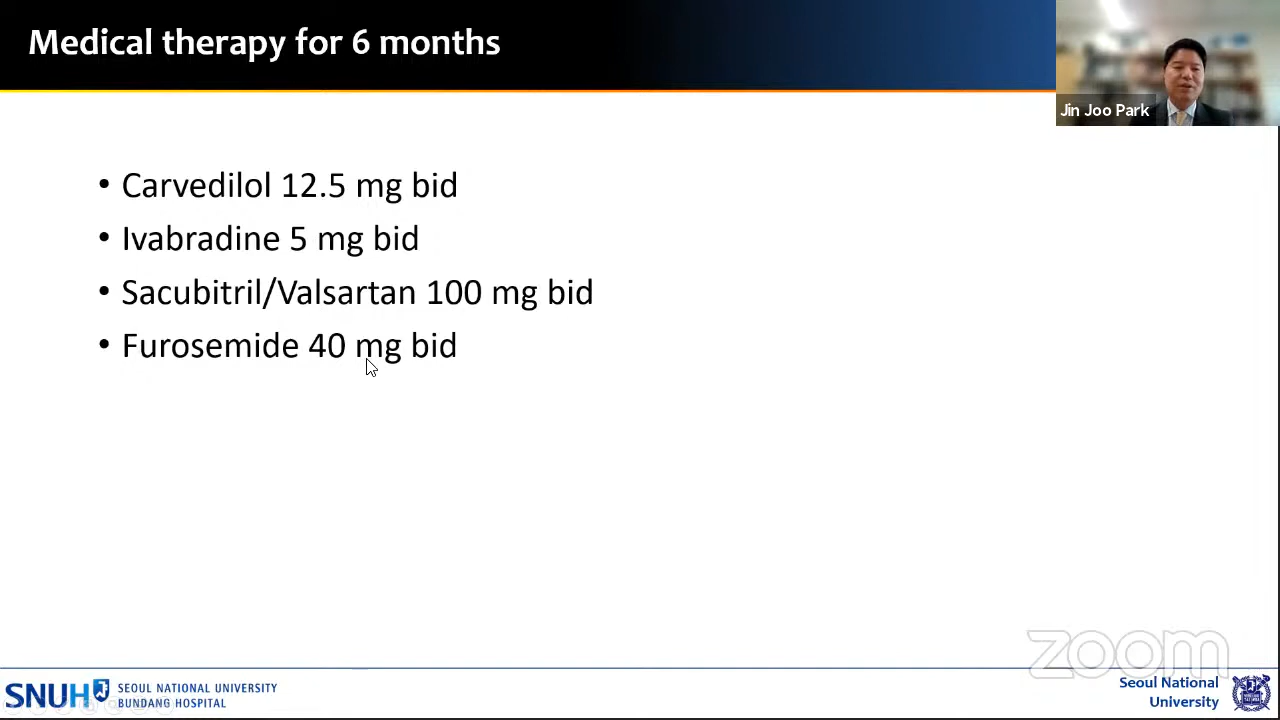 Medical therapy for 6 months
Jin Joo Park
• Carvedilol 12.5 mg bid
• Ivabradine 5 mg bid
• Sacubitril/Valsartan 100 mg bid
• Furosemide 40 mg bid
zoom
SNUH
SEOUL NATIONAL UNIVERSITY
BUNDANG HOSPITAL
Seoul National
University